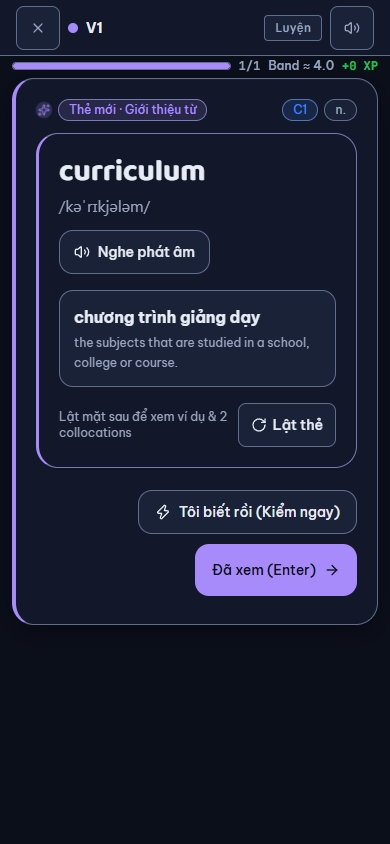 V1
Luyện
1/1 Band ≈ 4.0 +0 XP
Thẻ mới · Giới thiệu từ
C1
n.
curriculum
/kəˈrɪkjələm/
Nghe phát âm
chương trình giảng dạy
the subjects that are studied in a school,
college or course.
Lật mặt sau để xem ví dụ & 2
collocations
Lật thẻ
Tôi biết rồi (Kiểm ngay)
Đã xem (Enter)